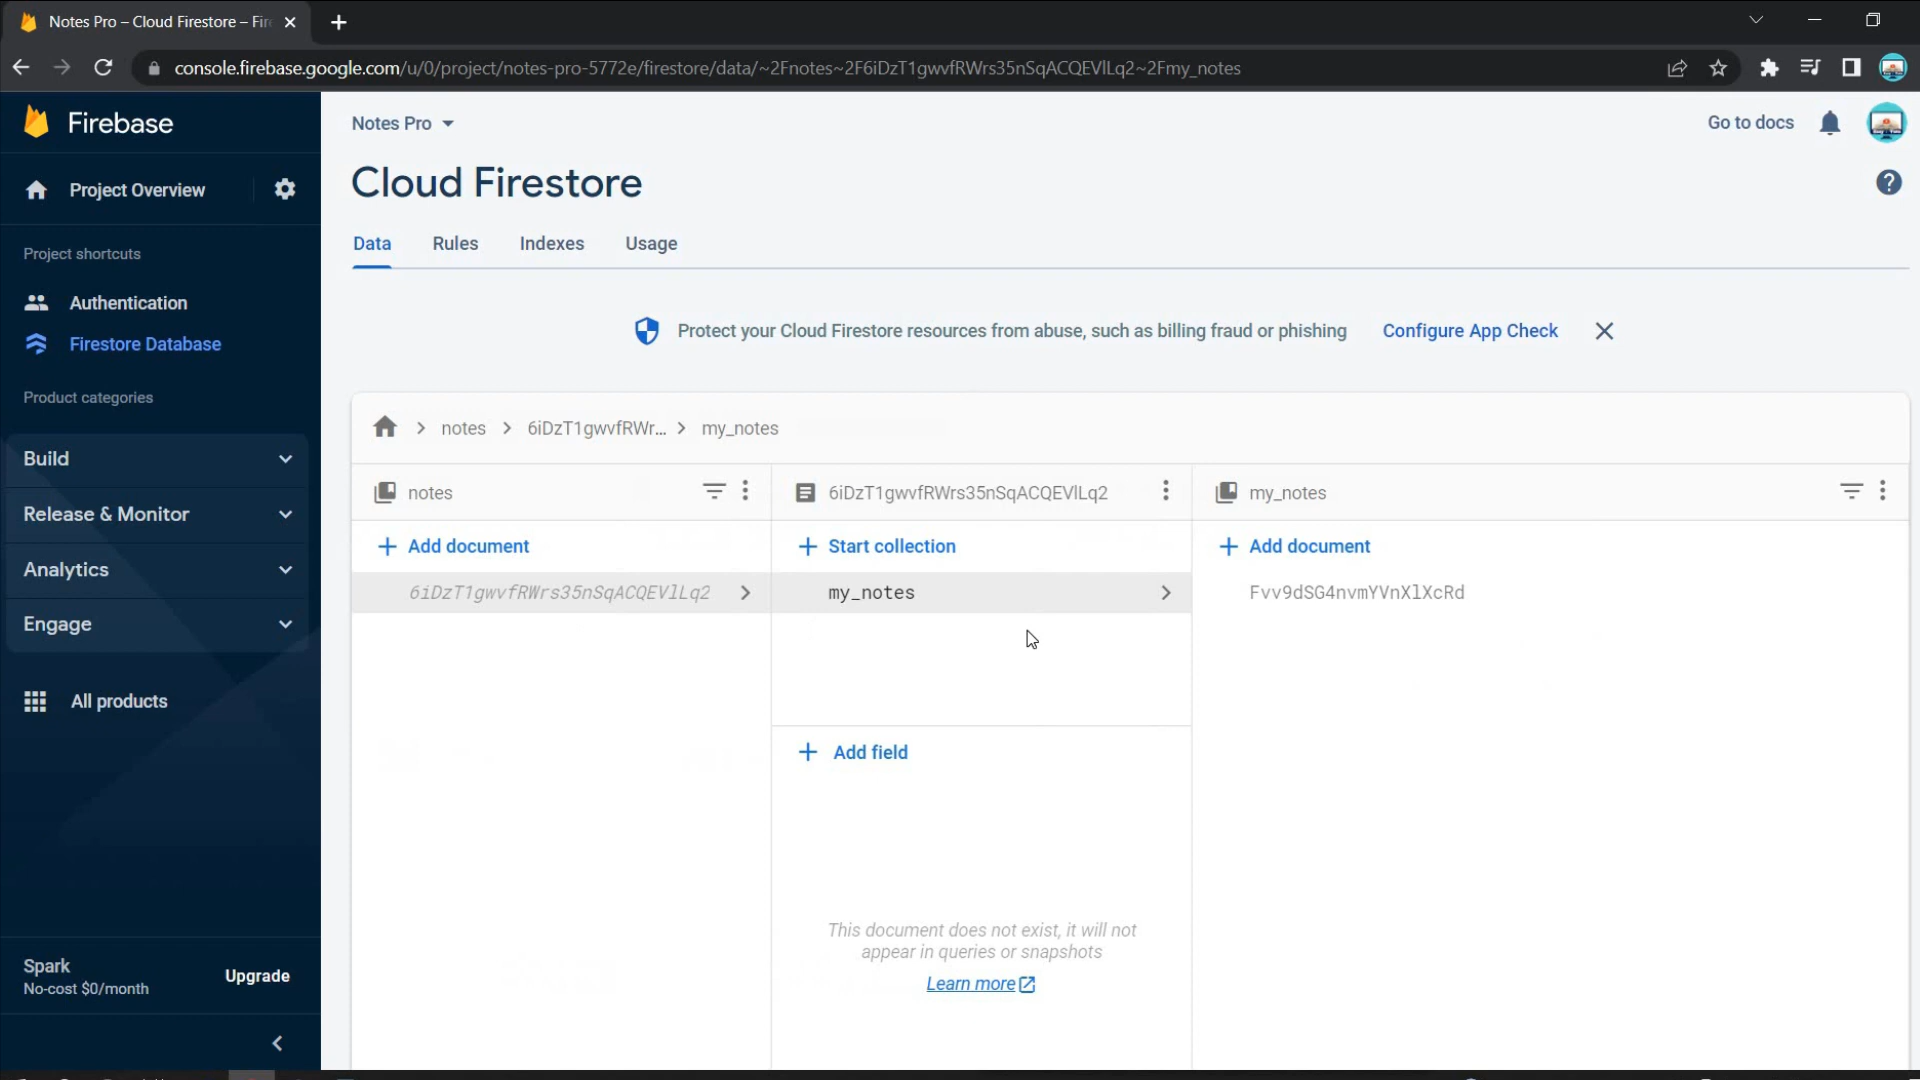 Notes Pro – Cloud Firestore – Fir
console.firebase.google.com/u/0/project/notes-pro-5772e/firestore/data/~2Fnotes~2F6iDzT1gwvfRWrs35nSqACQEVlLq2~2Fmy_notes
Firebase
Notes Pro
Go to docs
Cloud Firestore
Project Overview
Data
Rules
Indexes
Usage
Project shortcuts
Authentication
Firestore Database
Protect your Cloud Firestore resources from abuse, such as billing fraud or phishing
Configure App Check
Product categories
Build
Release & Monitor
Analytics
Engage
All products
notes
6iDzT1gwvfRWr...
my_notes
notes
6iDzT1gwvfRWrs35nSqACQEVlLq2
my_notes
Add document
Start collection
Add document
6iDzT1gwvfRWrs35nSqACQEVlLq2
my_notes
Fvv9dSG4nvmYVnXlXcRd
Add field
This document does not exist, it will not
appear in queries or snapshots
Learn more
Spark
No-cost $0/month
Upgrade